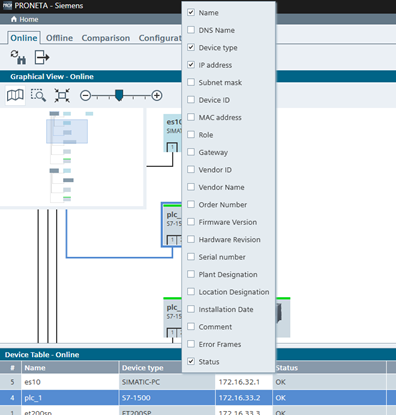 PRONETA - Siemens
Home
Online Offline Comparison
Graphical View - Online
Name
DNS Name
Device type
IP address
Subnet mask
Device ID
MAC address
Role
Gateway
Vendor ID
Vendor Name
Order Number
Firmware Version
Hardware Revision
Serial number
Plant Designation
Location Designation
Installation Date
Comment
Error Frames
Status
es10
SIMATIC
plc_
S7-15
plc_
S7-15
Device Table - Online
# Name Device type Status
5 es10 SIMATIC-PC 172.16.32.1 OK
4 plc_1 S7-1500 172.16.33.2 OK
et200sp ET200SP 172.16.33.3 OK